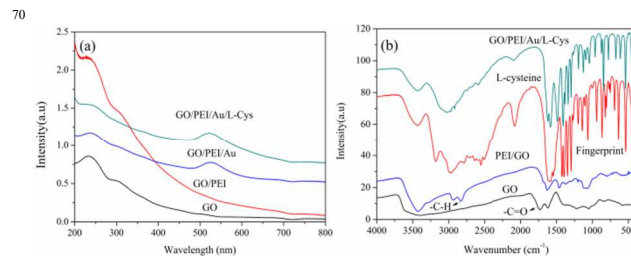 70
(a)
GO/PEI/Au/L-Cys
GO/PEI/Au
GO/PEI
GO
Intensity(a.u)
2.5
2.0
1.5
1.0
0.5
0.0
200 300 400 500 600 700 800
Wavelength (nm)
(b)
GO/PEI/Au/L-Cys
L-cysteine
PEI/GO
Fingerprint
GO
-C-H
-C=O
Intensity(a.u)
120
100
80
60
40
20
0
4000 3500 3000 2500 2000 1500 1000 500
Wavenumber (cm⁻¹)